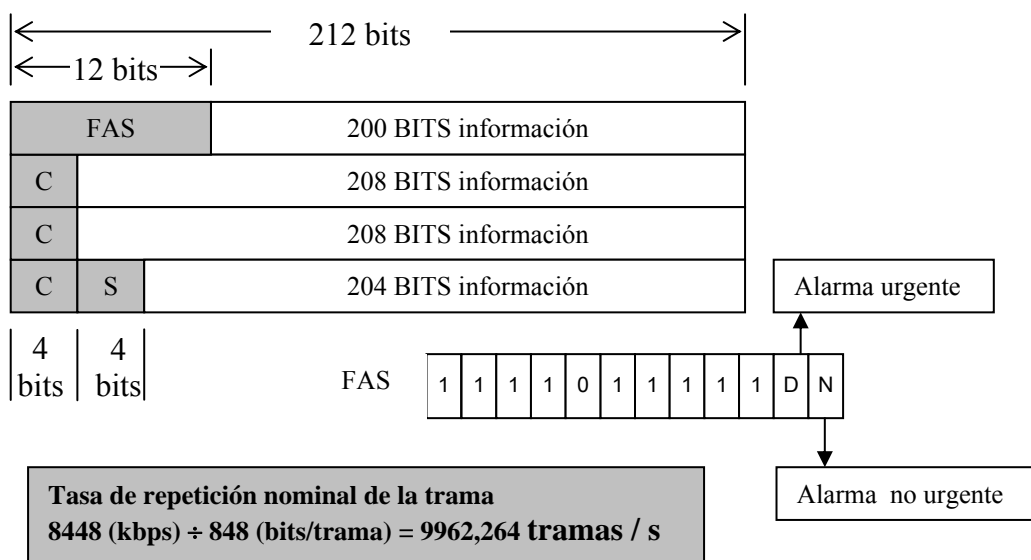 212 bits
12 bits
FAS
200 BITS información
C
208 BITS información
C
208 BITS información
C
S
204 BITS información
Alarma urgente
4 bits
4 bits
FAS
1 1 1 1 0 1 1 1 1 1 D N
Alarma no urgente
Tasa de repetición nominal de la trama
8448 (kbps) ÷ 848 (bits/trama) = 9962,264 tramas / s